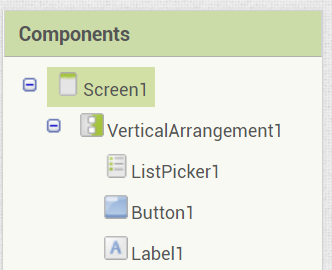 Components
Screen1
VerticalArrangement1
ListPicker1
Button1
A Label1